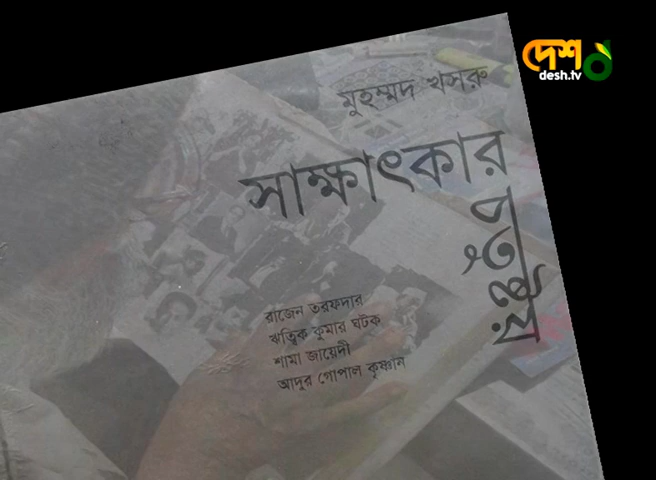 দেশ
desh.tv
মুহম্মদ খসরু
সাক্ষাৎকার
চতুষ্টয়
রাজেন তরফদার
ঋত্বিক কুমার ঘটক
শামা জায়েদী
আদুর গোপাল কৃষ্ণান